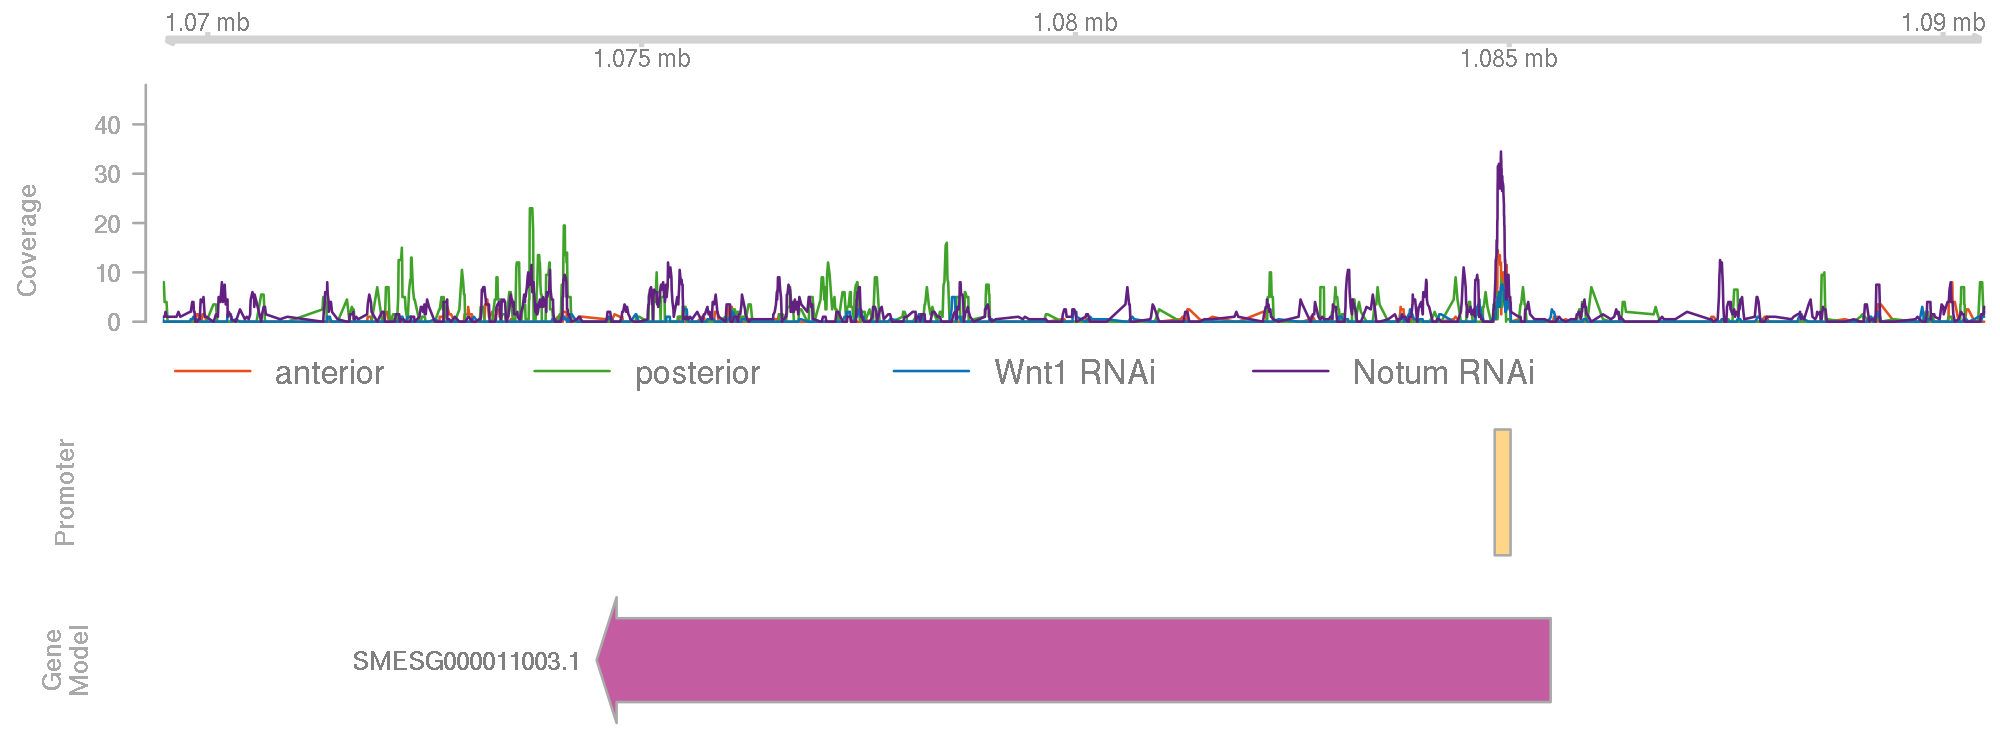 1.07 mb
1.08 mb
1.09 mb
1.075 mb
1.085 mb
Coverage
40
30
20
10
0
anterior
posterior
Wnt1 RNAi
Notum RNAi
Promoter
Gene
Model
SMESG000011003.1